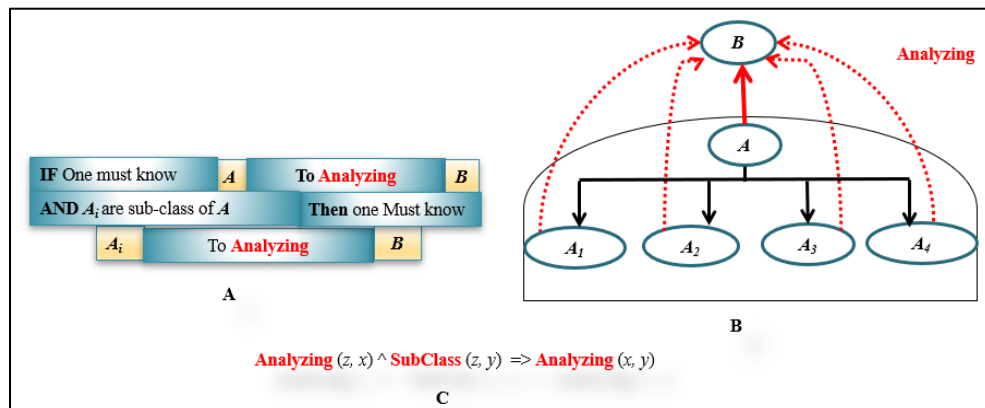 IF One must know A To Analyzing B
AND Ai are sub-class of A Then one Must know
Ai To Analyzing B
A
B
Analyzing
A
A1 A2 A3 A4
B
Analyzing (z, x) ^ SubClass (z, y) => Analyzing (x, y)
C